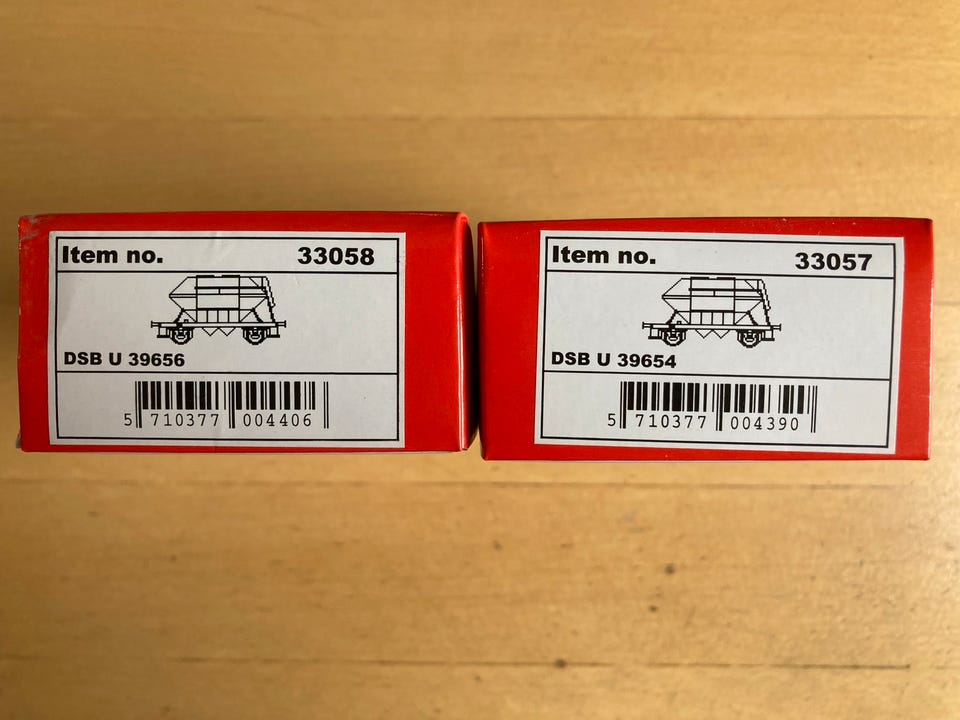 Item no. 33058
DSB U 39656
5 710377 004406
Item no. 33057
DSB U 39654
5 710377 004390